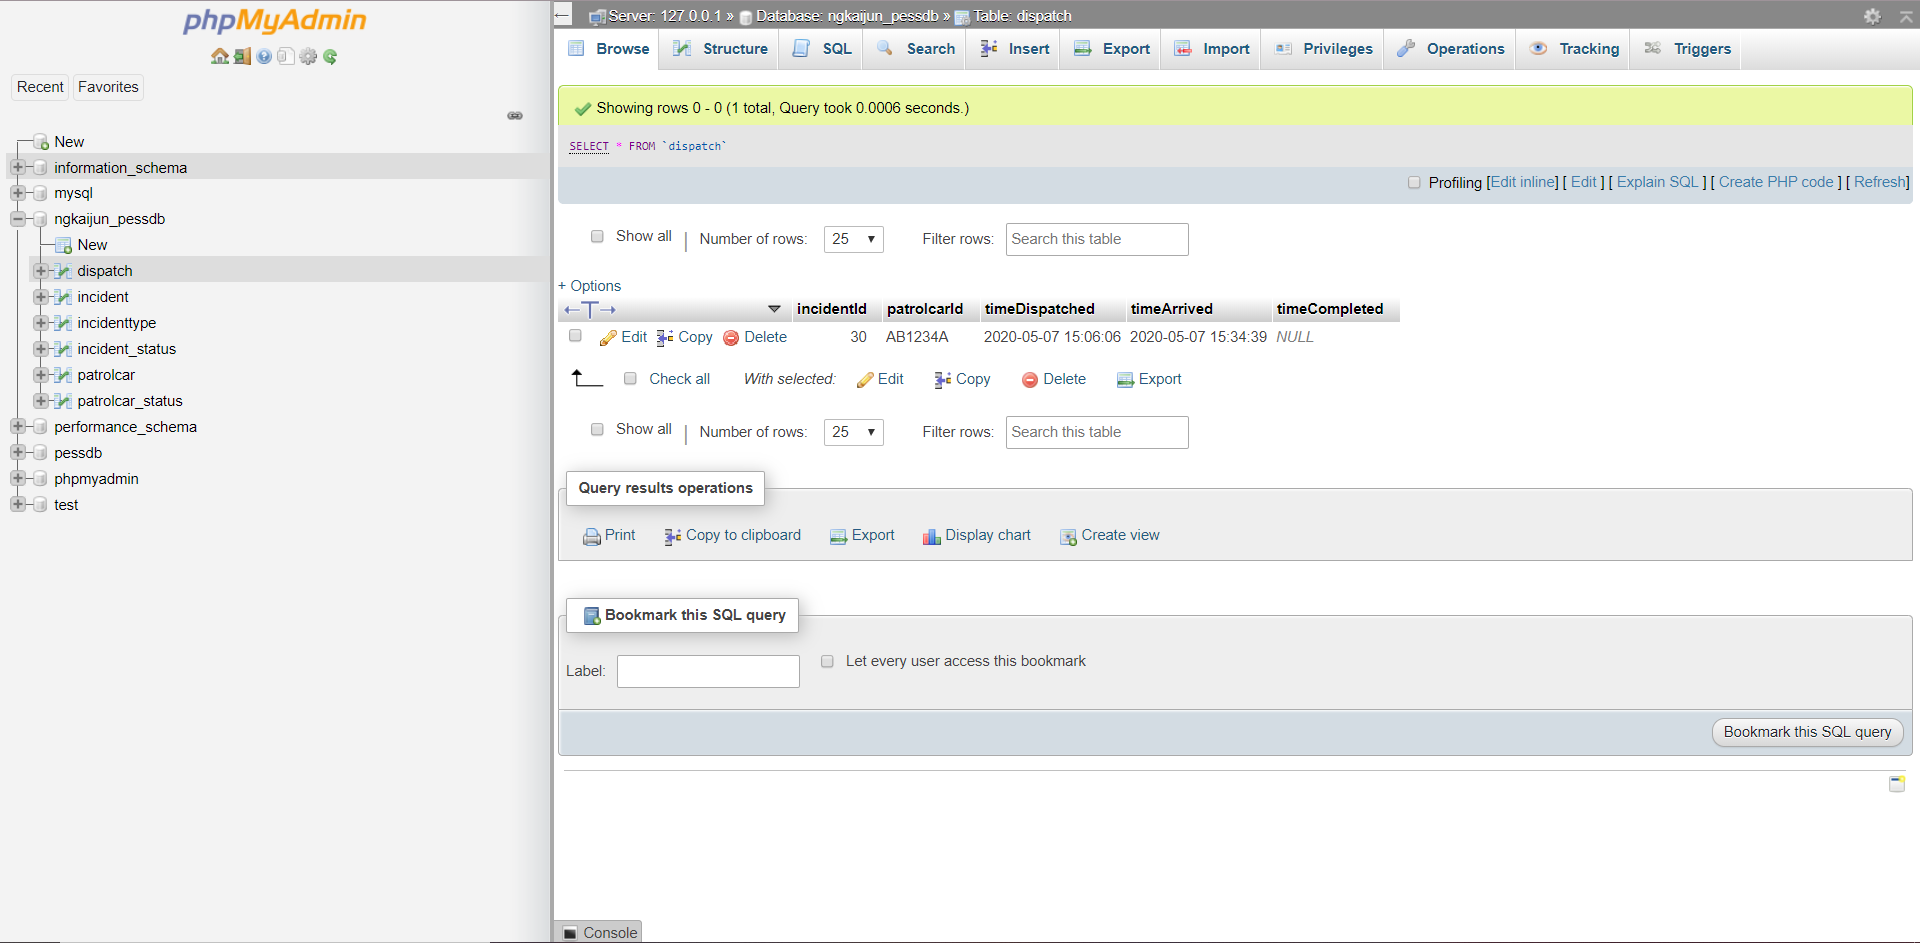 phpMyAdmin
Recent Favorites
New
information_schema
mysql
ngkaijun_pessdb
New
dispatch
incident
incidenttype
incident_status
patrolcar
patrolcar_status
performance_schema
pessdb
phpmyadmin
test
Server: 127.0.0.1 » Database: ngkaijun_pessdb » Table: dispatch
Browse Structure SQL Search Insert Export Import Privileges Operations Tracking Triggers
Showing rows 0 - 0 (1 total, Query took 0.0006 seconds.)
SELECT * FROM `dispatch`
Profiling [Edit inline] [ Edit ] [ Explain SQL ] [ Create PHP code ] [ Refresh]
Show all | Number of rows: 25 Filter rows: Search this table
+ Options
←T→ incidentId patrolcarId timeDispatched timeArrived timeCompleted
Edit Copy Delete 30 AB1234A 2020-05-07 15:06:06 2020-05-07 15:34:39 NULL
Check all With selected: Edit Copy Delete Export
Show all | Number of rows: 25 Filter rows: Search this table
Query results operations
Print Copy to clipboard Export Display chart Create view
Bookmark this SQL query
Label: Let every user access this bookmark
Bookmark this SQL query
Console